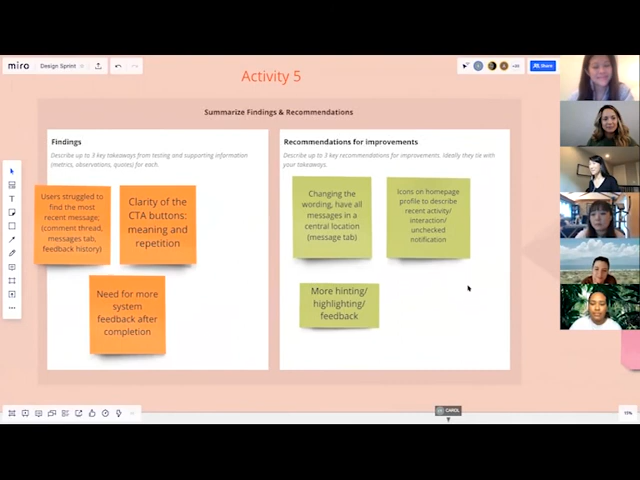 miro
Design Sprint
Share
Activity 5
Summarize Findings & Recommendations
Findings
Describe up to 3 key takeaways from testing and supporting information
(metrics, observations, quotes) for each.
Users struggled to
find the most
recent message;
(comment thread,
messages tab,
feedback history)
Clarity of the
CTA buttons:
meaning and
repetition
Need for more
system
feedback after
completion
Recommendations for improvements
Describe up to 3 key recommendations for improvements. Ideally they tie with
your takeaways.
Changing the
wording, have all
messages in a
central location
(message tab)
Icons on homepage
profile to describe
recent activity/
interaction/
unchecked
notification
More hinting/
highlighting/
feedback
CAROL